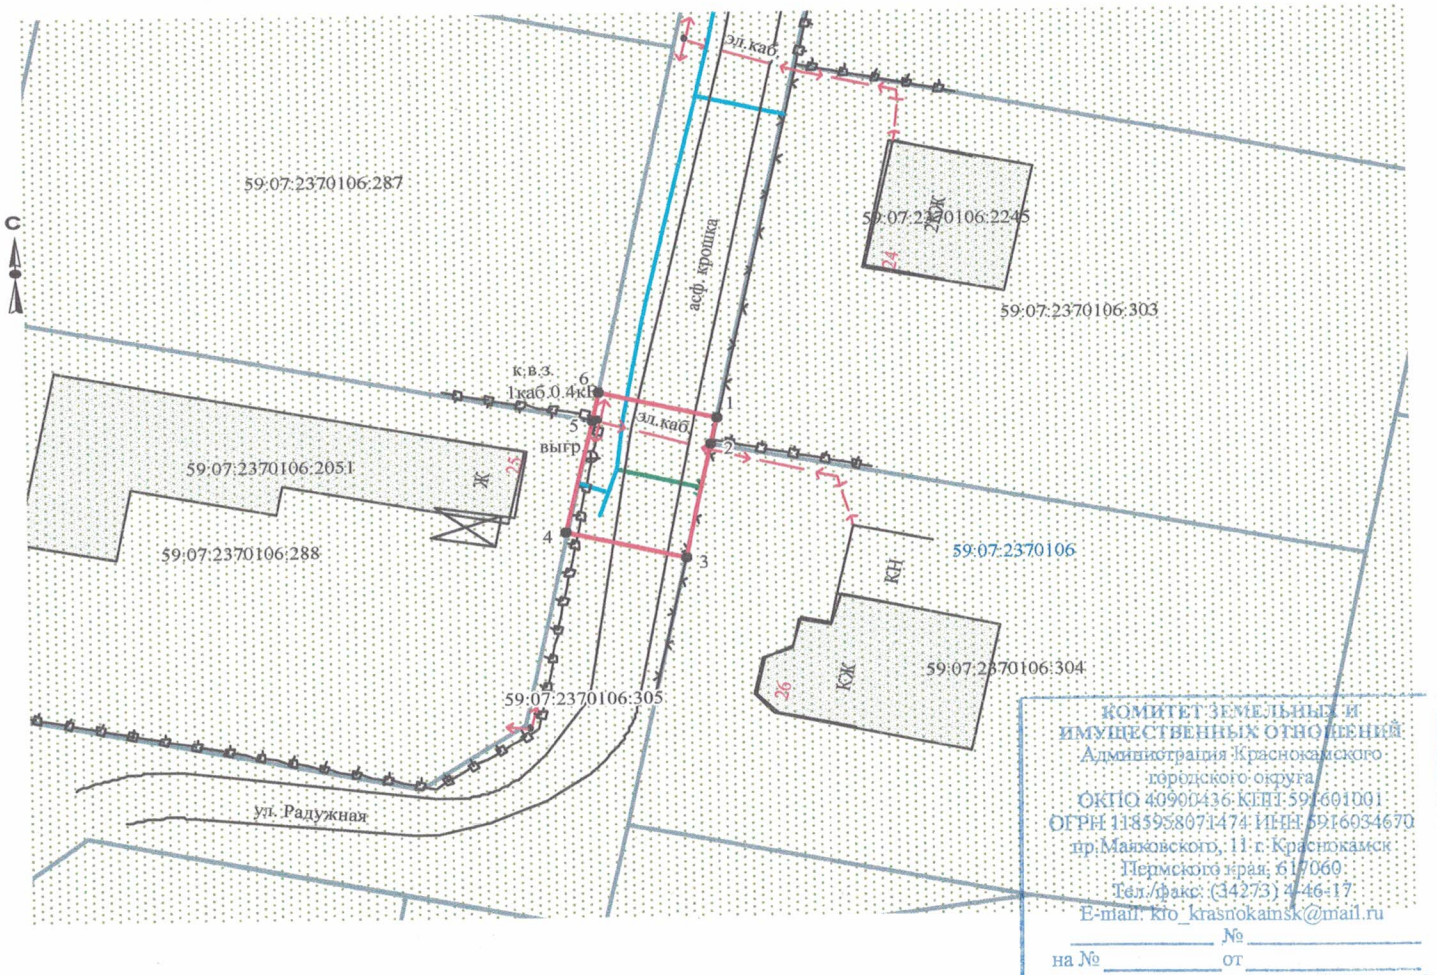 эл.каб.
59:07:2370106:287
С
59:07:2370106:2245
2КЖ
24
асф. крошка
59:07:2370106:303
к.в.з.
6
1каб.0.4кВ
1
5
эл.каб.
2
выгр
59:07:2370106:2051
25
Ж
4
59:07:2370106:288
3
59:07:2370106
КН
59:07:2370106:304
КЖ
26
59:07:2370106:305
ул. Радужная
КОМИТЕТ ЗЕМЕЛЬНЫХ И
ИМУЩЕСТВЕННЫХ ОТНОШЕНИЙ
Администрация Краснокамского
городского округа
ОКПО 40900436 КПП 591601001
ОГРН 1185958071474 ИНН 5916034670
пр.Маяковского, 11 г. Краснокамск
Пермского края, 617060
Тел./факс: (34273) 4-46-17
E-mail: kio_krasnokamsk@mail.ru
№
на № от